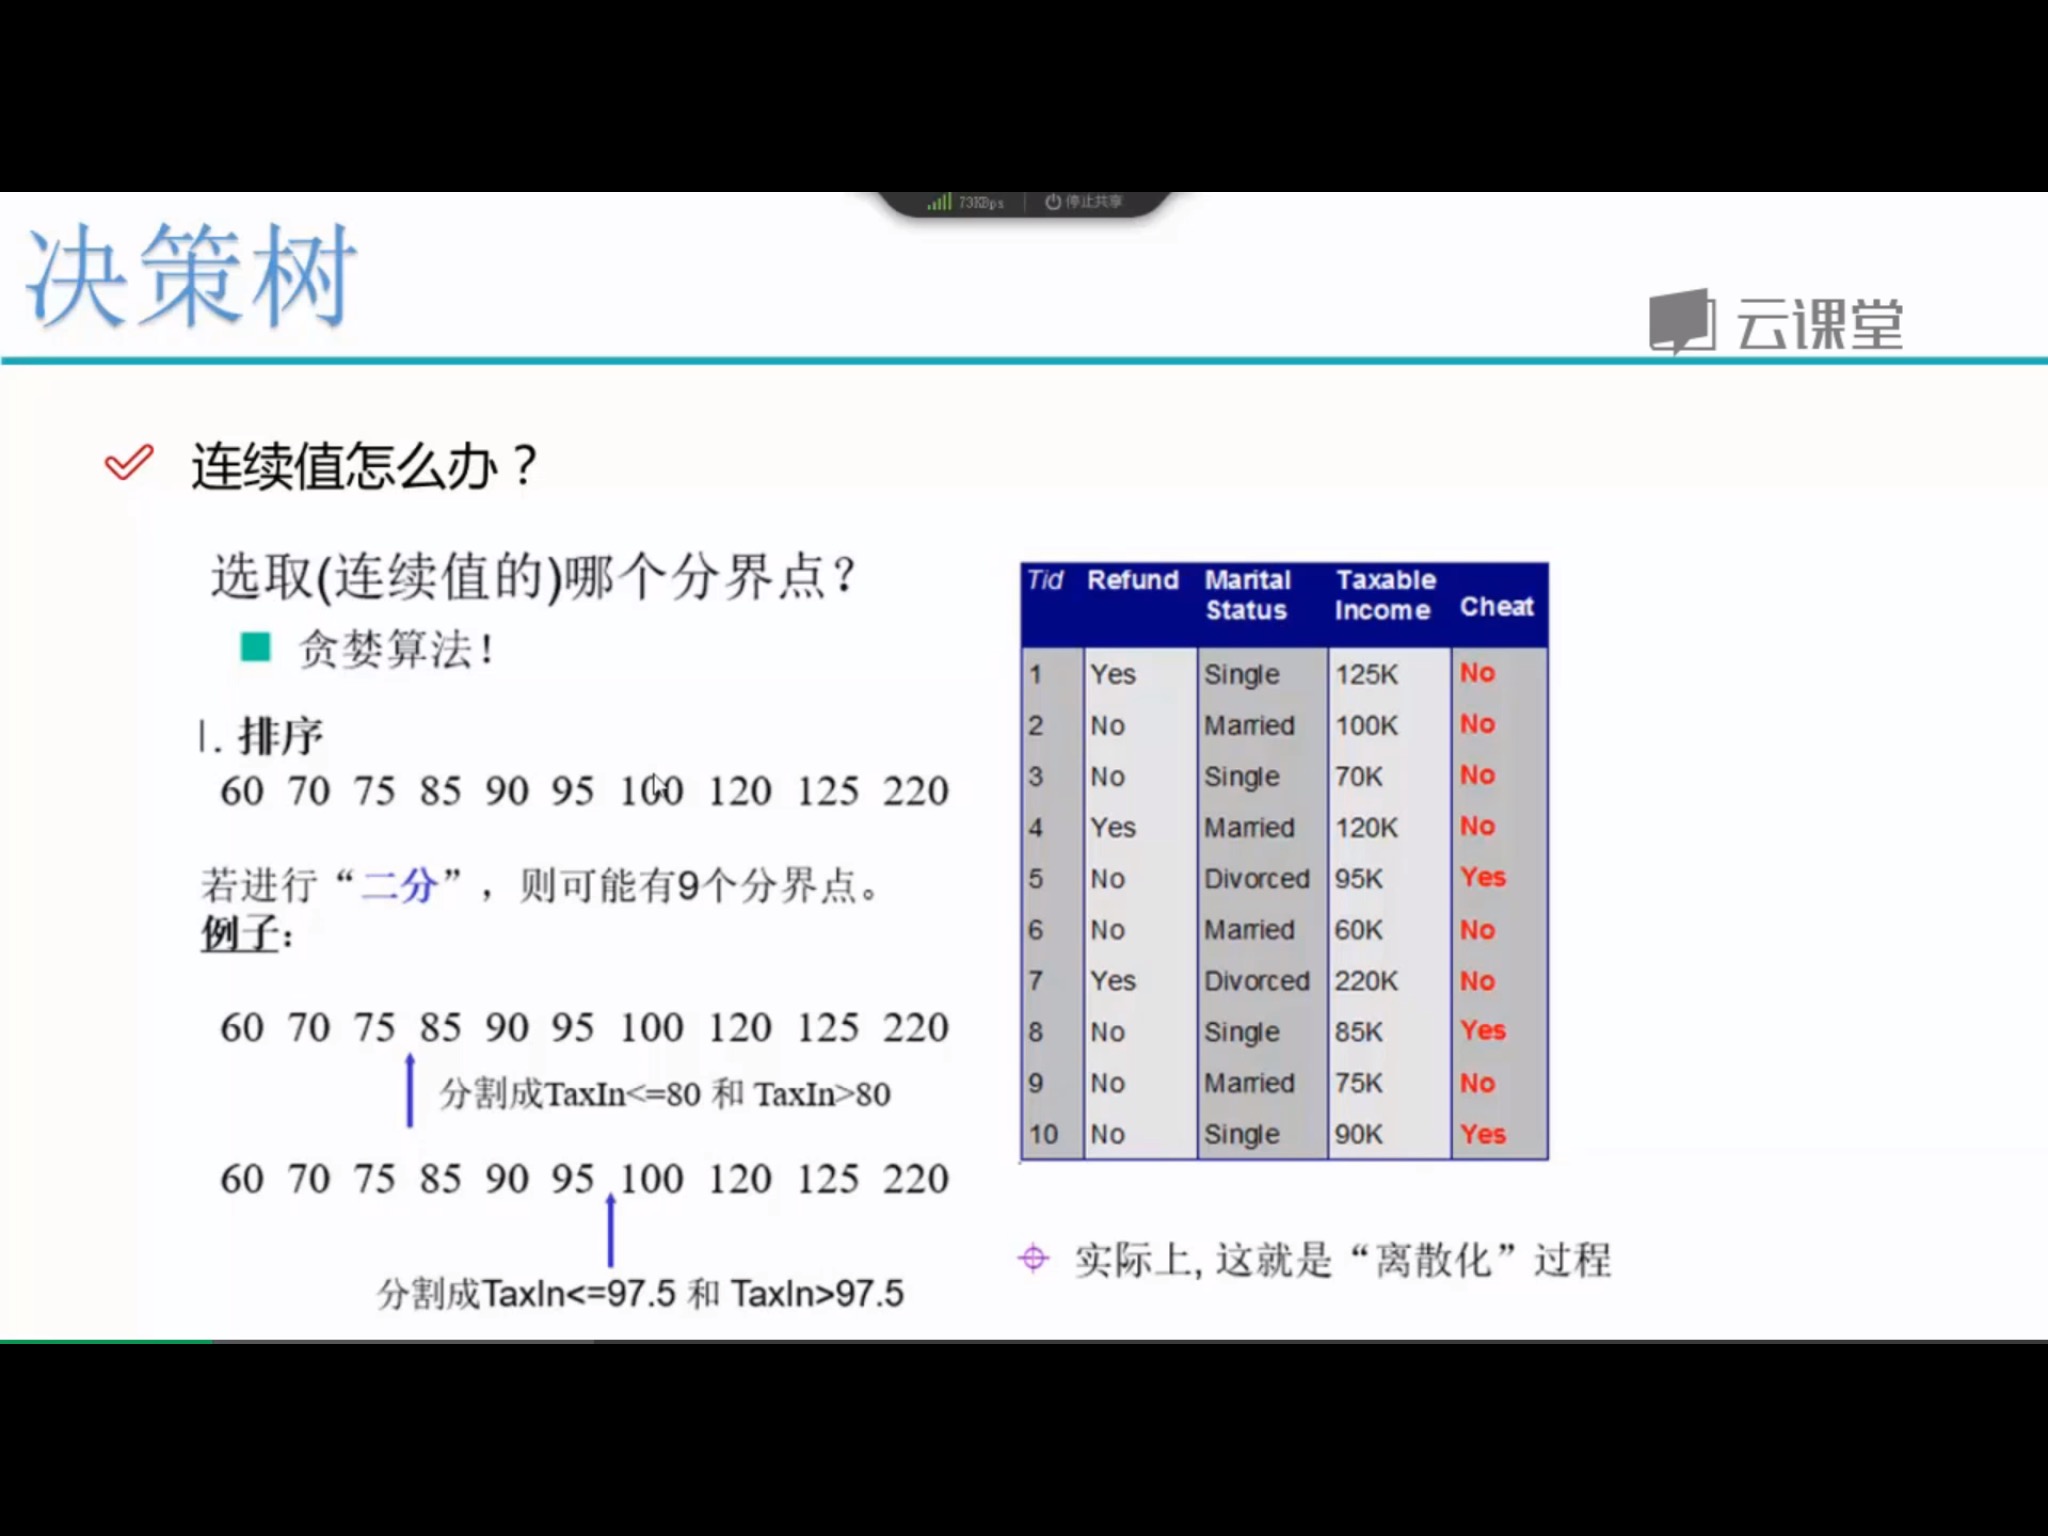 73KBps 停止共享
决策树
云课堂
连续值怎么办？
选取(连续值的)哪个分界点？
贪婪算法！
1. 排序
60 70 75 85 90 95 100 120 125 220
若进行“二分”，则可能有9个分界点。
例子：
60 70 75 85 90 95 100 120 125 220
分割成TaxIn<=80 和 TaxIn>80
60 70 75 85 90 95 100 120 125 220
分割成TaxIn<=97.5 和 TaxIn>97.5
Tid Refund Marital Status Taxable Income Cheat
1 Yes Single 125K No
2 No Married 100K No
3 No Single 70K No
4 Yes Married 120K No
5 No Divorced 95K Yes
6 No Married 60K No
7 Yes Divorced 220K No
8 No Single 85K Yes
9 No Married 75K No
10 No Single 90K Yes
实际上, 这就是“离散化”过程